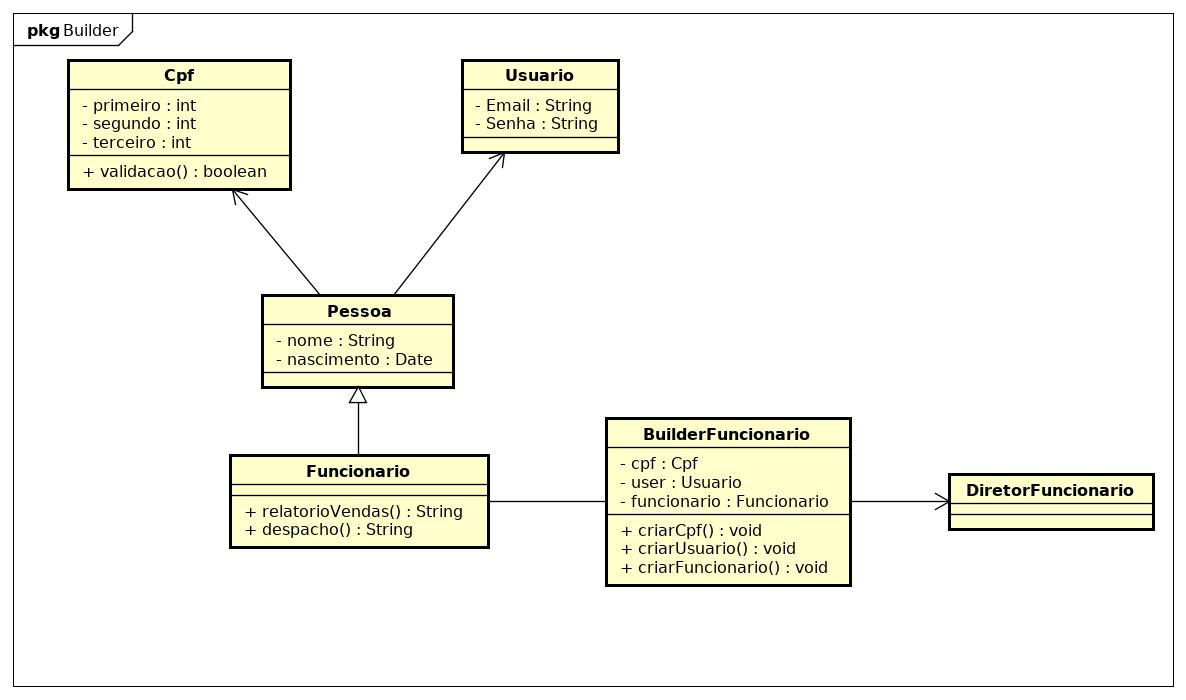 pkg Builder
Cpf
- primeiro : int
- segundo : int
- terceiro : int
+ validacao() : boolean
Usuario
- Email : String
- Senha : String
Pessoa
- nome : String
- nascimento : Date
Funcionario
+ relatorioVendas() : String
+ despacho() : String
BuilderFuncionario
- cpf : Cpf
- user : Usuario
- funcionario : Funcionario
+ criarCpf() : void
+ criarUsuario() : void
+ criarFuncionario() : void
DiretorFuncionario